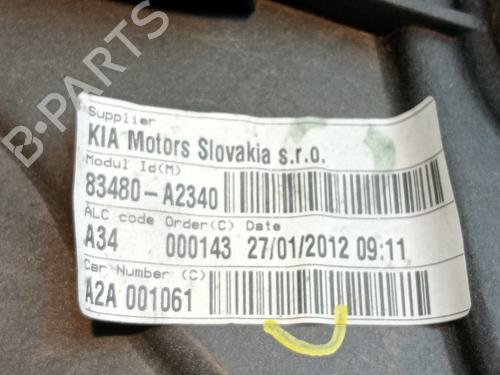 B-PARTS
Supplier
KIA Motors Slovakia s.r.o.
Modul Id(M)
83480-A2340
ALC code Order(C) Date
A34 000143 27/01/2012 09:11
Car Number (C)
A2A 001061